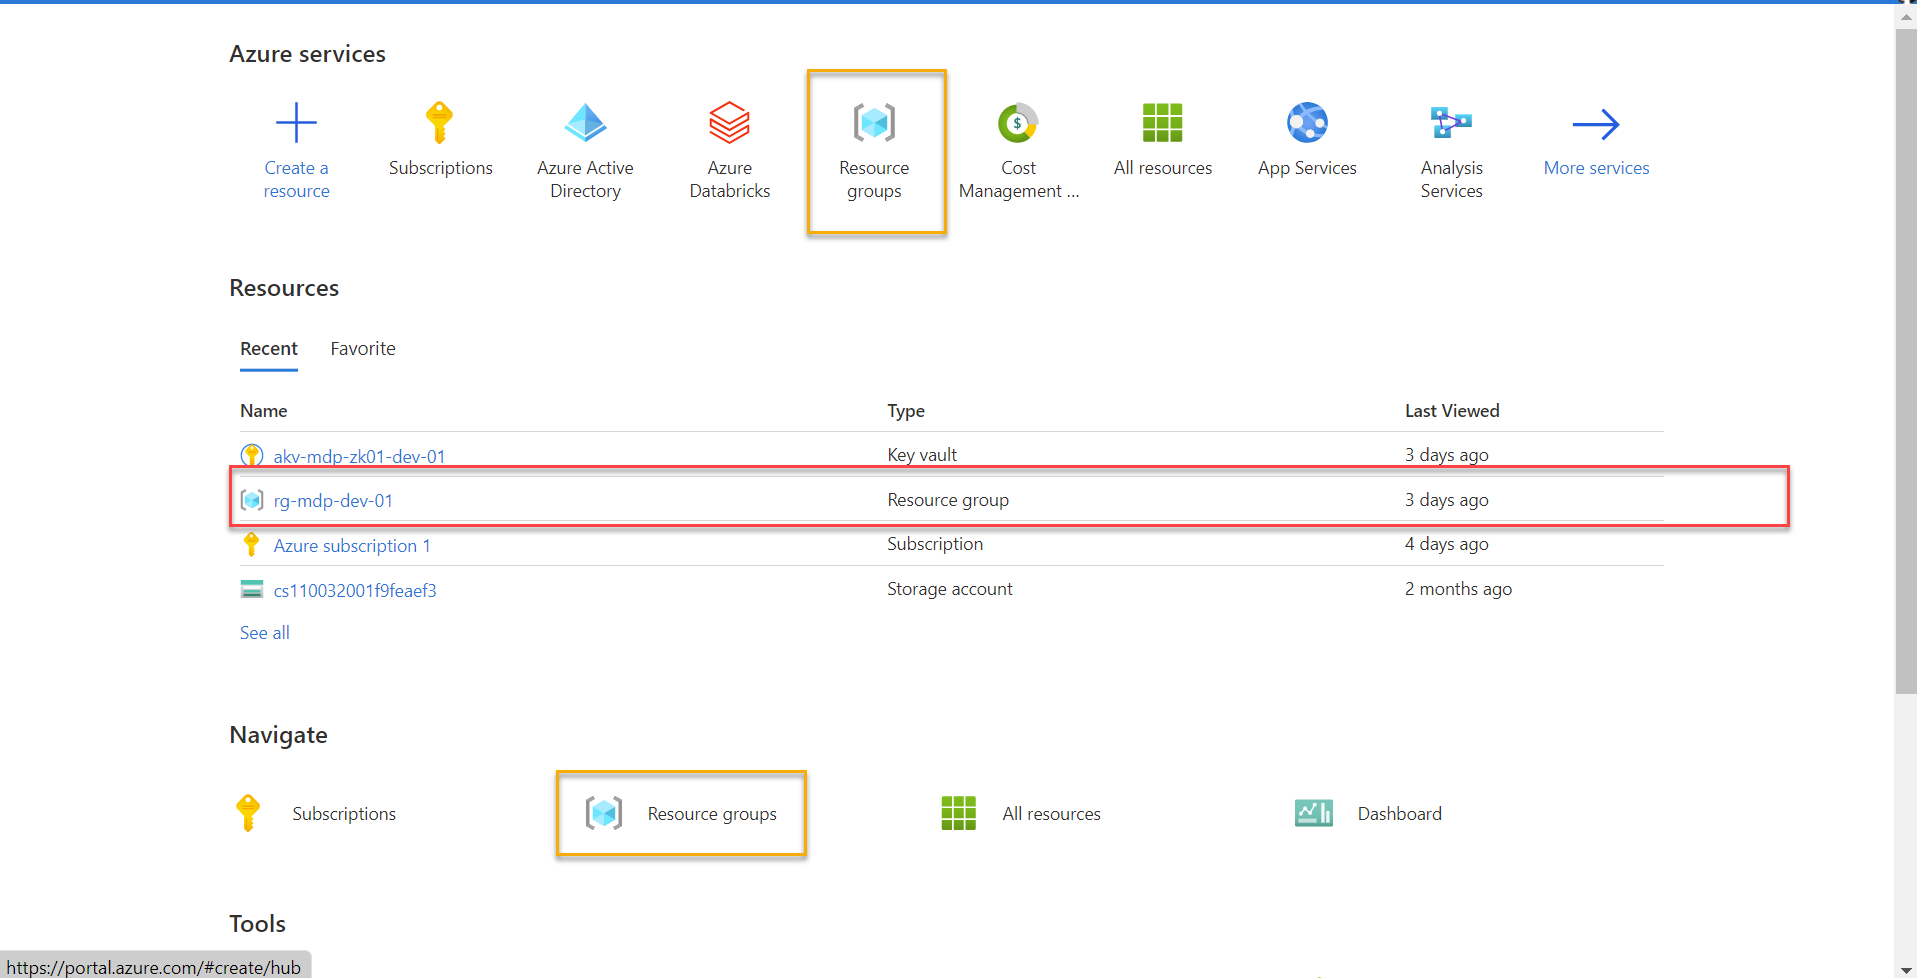 Azure services
Create a
resource
Subscriptions
Azure Active
Directory
Azure
Databricks
Resource
groups
Cost
Management ...
All resources
App Services
Analysis
Services
More services
Resources
Recent Favorite
Name Type Last Viewed
akv-mdp-zk01-dev-01 Key vault 3 days ago
rg-mdp-dev-01 Resource group 3 days ago
Azure subscription 1 Subscription 4 days ago
cs110032001f9feaef3 Storage account 2 months ago
See all
Navigate
Subscriptions Resource groups All resources Dashboard
Tools
https://portal.azure.com/#create/hub